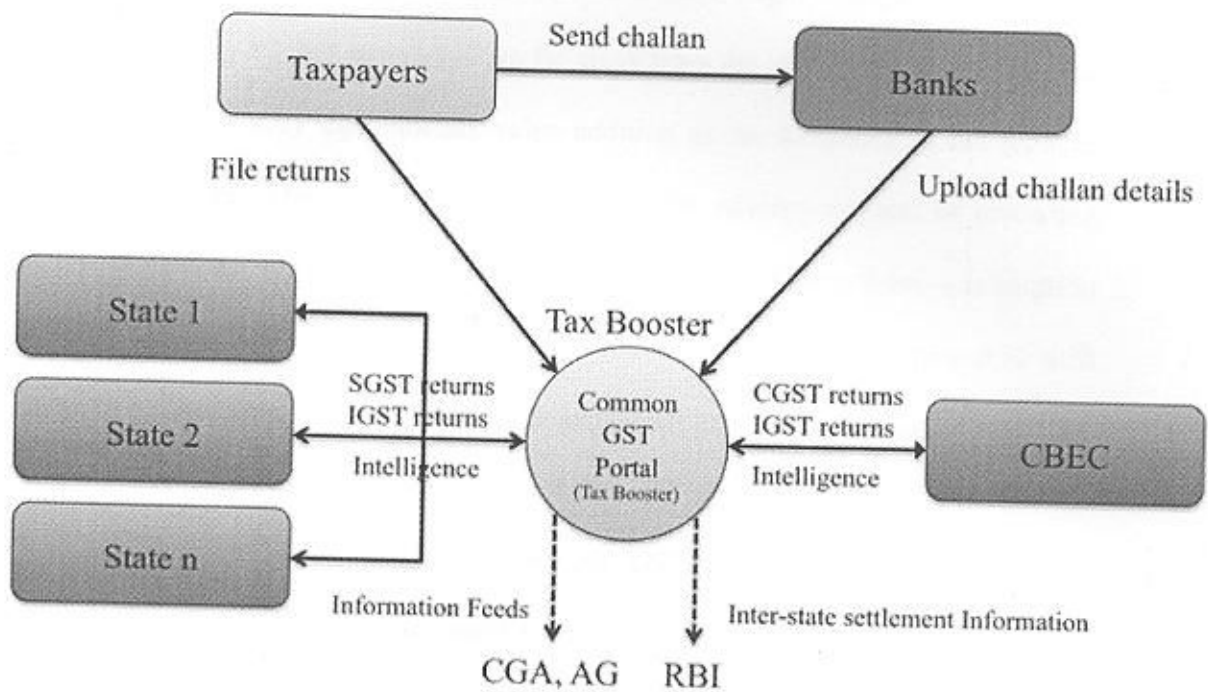 Send challan
Taxpayers
Banks
File returns
Upload challan details
State 1
Tax Booster
State 2
SGST returns
IGST returns
Intelligence
Common
GST
Portal
(Tax Booster)
CGST returns
IGST returns
Intelligence
CBEC
State n
Information Feeds
Inter-state settlement Information
CGA, AG
RBI